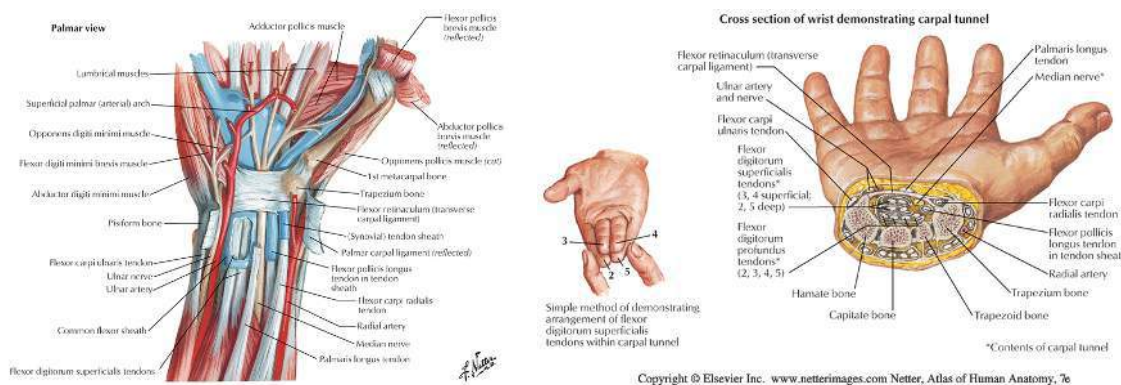 Palmar view
Adductor pollicis muscle
Flexor pollicis
brevis muscle
(reflected)
Lumbrical muscles
Superficial palmar (arterial) arch
Opponens digiti minimi muscle
Flexor digiti minimi brevis muscle
Abductor digiti minimi muscle
Pisiform bone
Flexor carpi ulnaris tendon
Ulnar nerve
Ulnar artery
Common flexor sheath
Flexor digitorum superficialis tendons
Abductor pollicis
brevis muscle
(reflected)
Opponens pollicis muscle (cut)
1st metacarpal bone
Trapezium bone
Flexor retinaculum (transverse
carpal ligament)
(Synovial) tendon sheath
Palmar carpal ligament (reflected)
Flexor pollicis longus
tendon in tendon
sheath
Flexor carpi radialis
tendon
Radial artery
Median nerve
Palmaris longus tendon
3
4
2
5
Simple method of demonstrating
arrangement of flexor
digitorum superficialis
tendons within carpal tunnel
Cross section of wrist demonstrating carpal tunnel
Flexor retinaculum (transverse
carpal ligament)
Ulnar artery
and nerve
Flexor carpi
ulnaris tendon
Flexor
digitorum
superficialis
tendons*
(3, 4 superficial;
2, 5 deep)
Flexor
digitorum
profundus
tendons*
(2, 3, 4, 5)
Hamate bone
Capitate bone
Palmaris longus
tendon
Median nerve*
Flexor carpi
radialis tendon
Flexor pollicis
longus tendon
in tendon sheat
Radial artery
Trapezium bone
Trapezoid bone
*Contents of carpal tunnel
F. Netter
Copyright © Elsevier Inc. www.netterimages.com Netter, Atlas of Human Anatomy, 7e